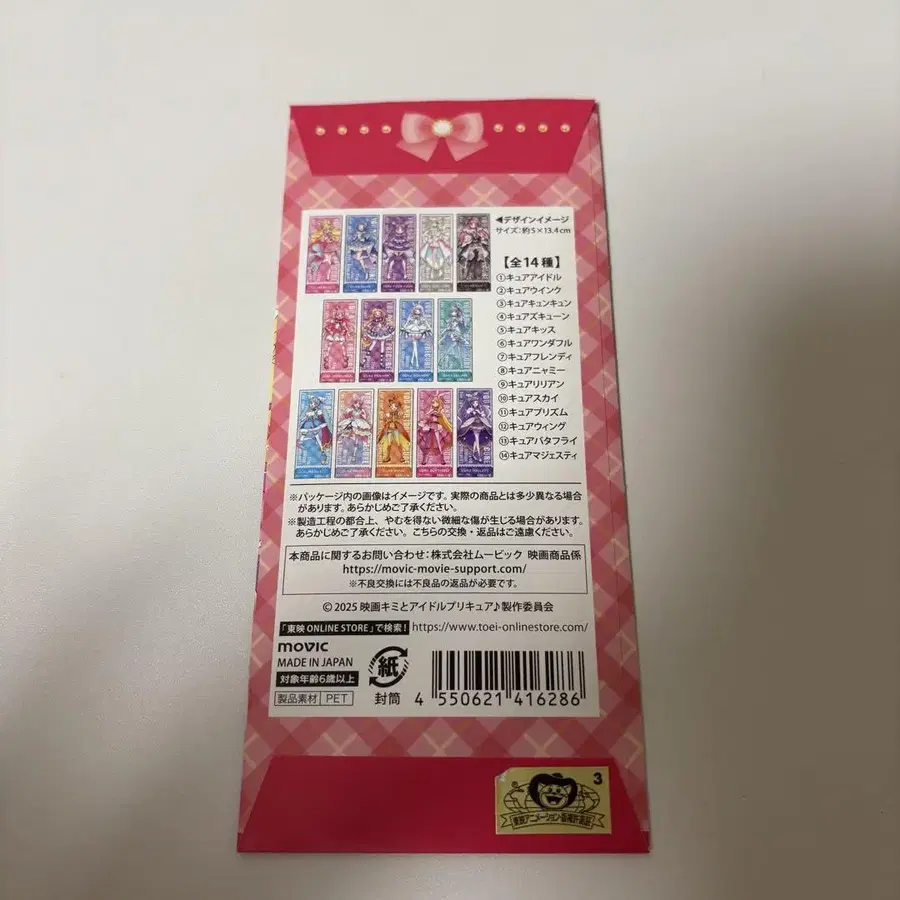 ◀デザインイメージ
サイズ：約5×13.4cm
【全14種】
①キュアアイドル
②キュアウインク
③キュアキュンキュン
④キュアズキューン
⑤キュアキッス
⑥キュアワンダフル
⑦キュアフレンディ
⑧キュアニャミー
⑨キュアリリアン
⑩キュアスカイ
⑪キュアプリズム
⑫キュアウィング
⑬キュアバタフライ
⑭キュアマジェスティ
※パッケージ内の画像はイメージです。実際の商品とは多少異なる場合
があります。あらかじめご了承ください。
※製造工程の都合上、やむを得ない微細な傷が生じる場合があります。
あらかじめご了承ください。こちらの交換・返品はご遠慮ください。
本商品に関するお問い合わせ：株式会社ムービック 映画商品係
https://movic-movie-support.com/
※不良交換には不良品の返品が必要です。
© 2025 映画キミとアイドルプリキュア♪製作委員会
「東映 ONLINE STORE」で検索！ https://www.toei-onlinestore.com/
movic
MADE IN JAPAN
対象年齢6歳以上
製品素材 PET
紙
封筒
4 550621 416286
3
東映アニメーション・版権許諾証